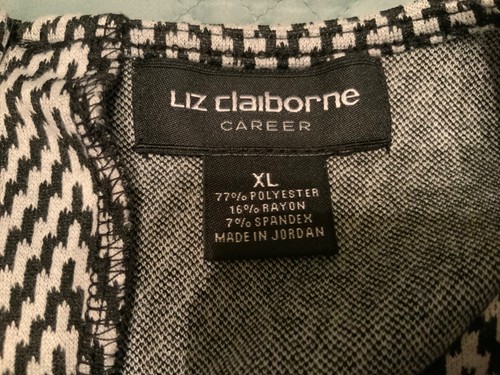 Liz claiborne
CAREER
XL
77% POLYESTER
16% RAYON
7% SPANDEX
MADE IN JORDAN